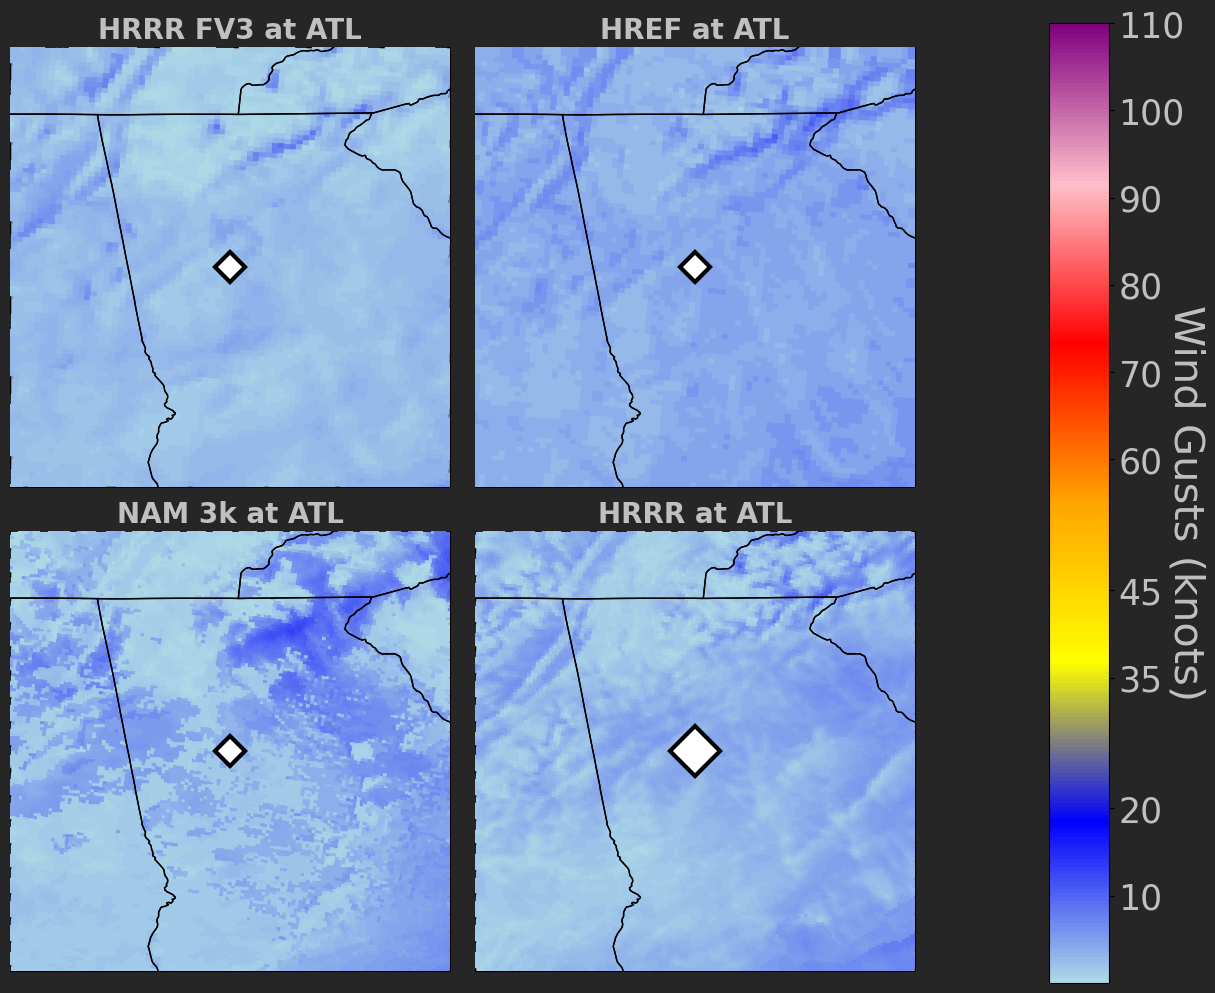 HRRR FV3 at ATL
HREF at ATL
NAM 3k at ATL
HRRR at ATL
110
100
90
80
70
60
45
35
20
10
Wind Gusts (knots)